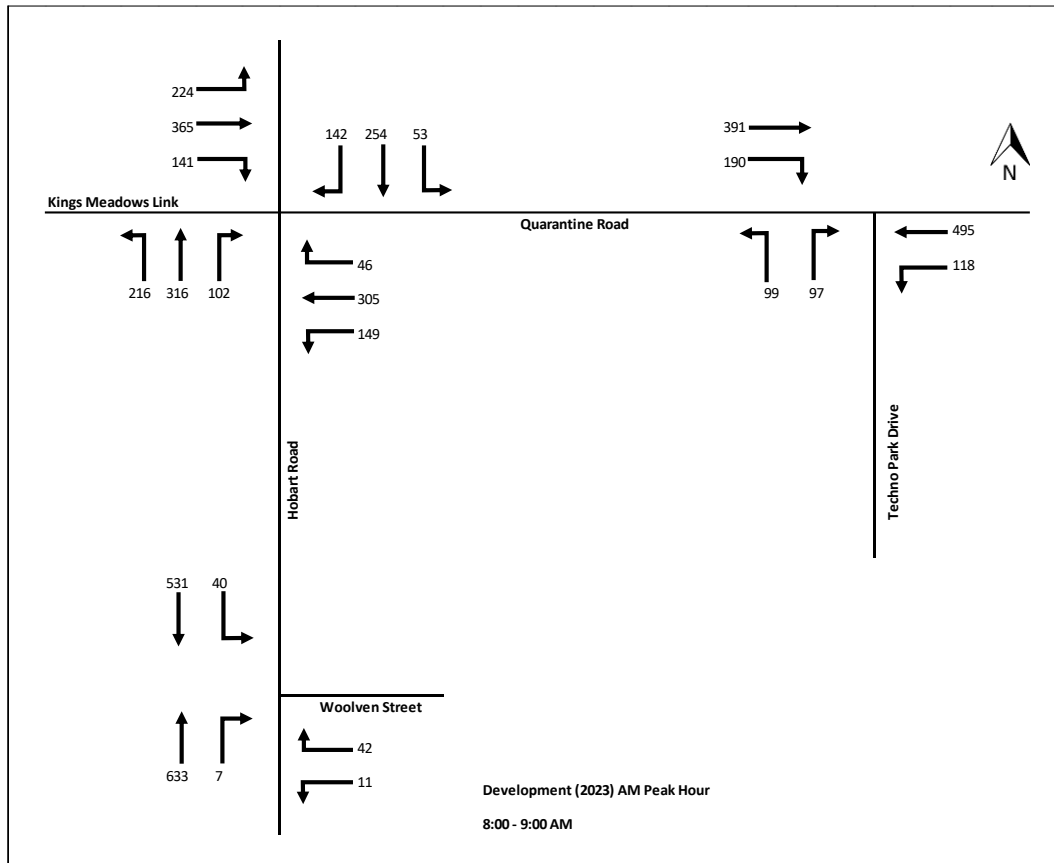 224
365
141
142 254 53
391
190
N
Kings Meadows Link
Quarantine Road
216 316 102
46
305
149
99 97
495
118
Hobart Road
Techno Park Drive
531 40
Woolven Street
633 7
42
11
Development (2023) AM Peak Hour
8:00 - 9:00 AM